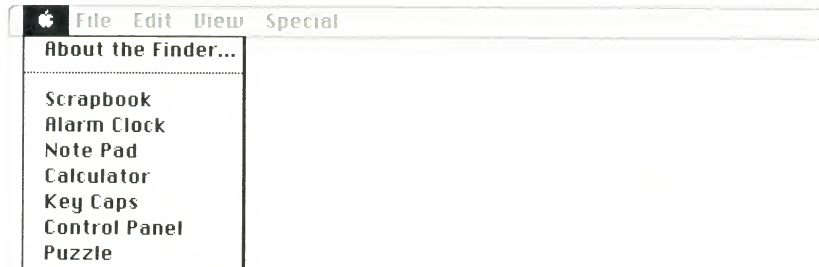 File Edit View Special
About the Finder...
Scrapbook
Alarm Clock
Note Pad
Calculator
Key Caps
Control Panel
Puzzle